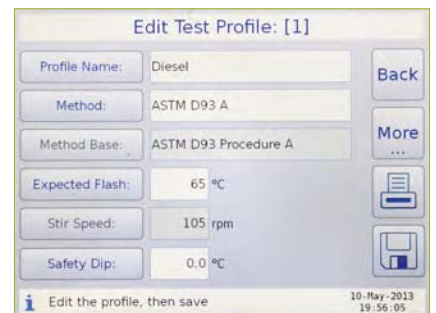 Edit Test Profile: [1]
Profile Name: Diesel
Back
Method: ASTM D93 A
Method Base: ASTM D93 Procedure A
More
...
Expected Flash: 65 °C
Stir Speed: 105 rpm
Safety Dip: 0.0 °C
i Edit the profile, then save
10-May-2013
19:56:05